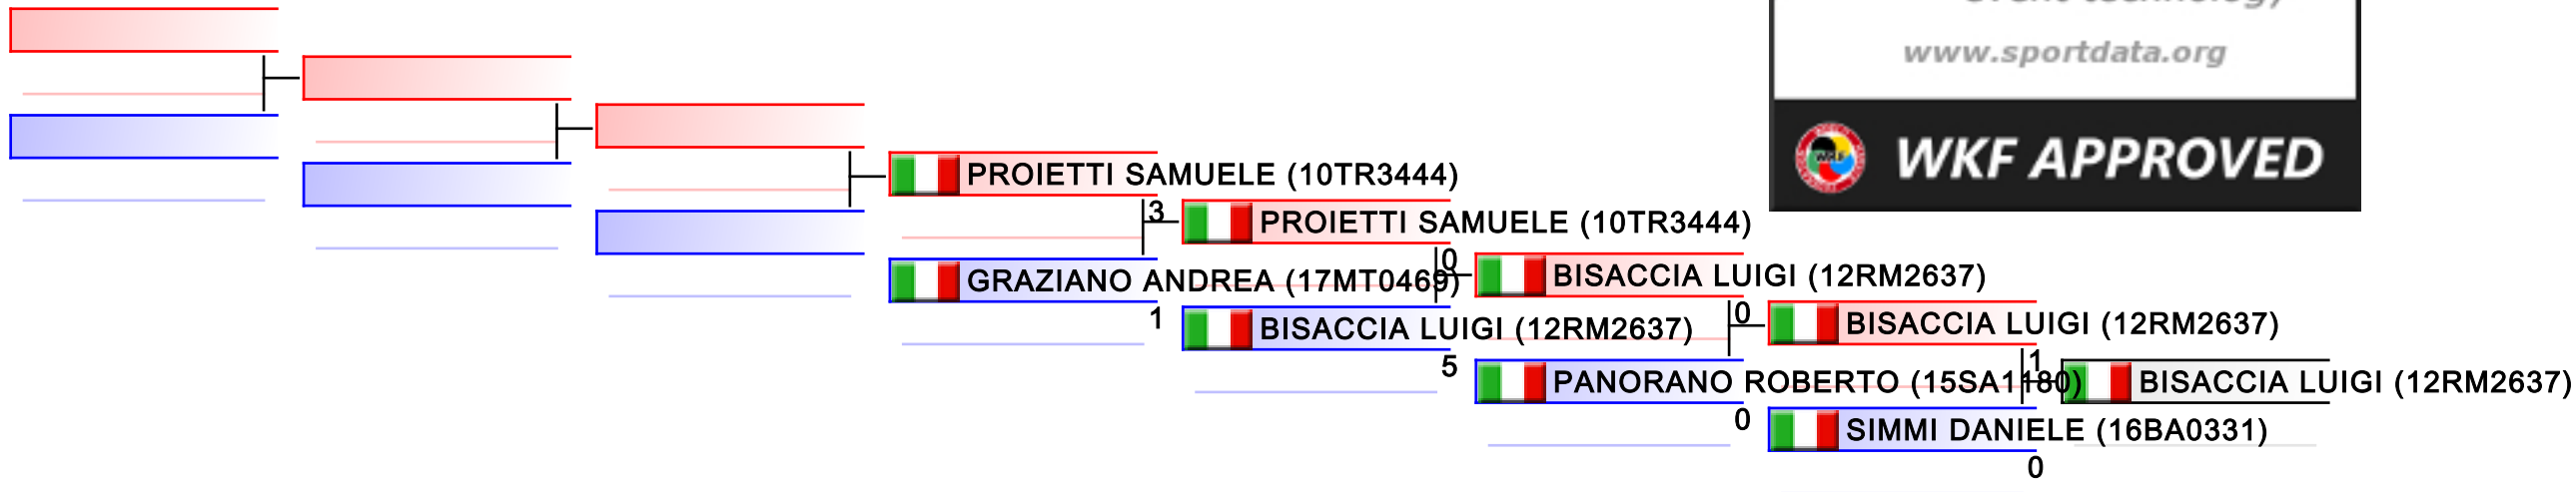 www.sportdata.org
WKF APPROVED
PROIETTI SAMUELE (10TR3444)
3
PROIETTI SAMUELE (10TR3444)
0
GRAZIANO ANDREA (17MT0469)
1
BISACCIA LUIGI (12RM2637)
0
BISACCIA LUIGI (12RM2637)
5
BISACCIA LUIGI (12RM2637)
1
PANORANO ROBERTO (15SA1180)
0
BISACCIA LUIGI (12RM2637)
SIMMI DANIELE (16BA0331)
0